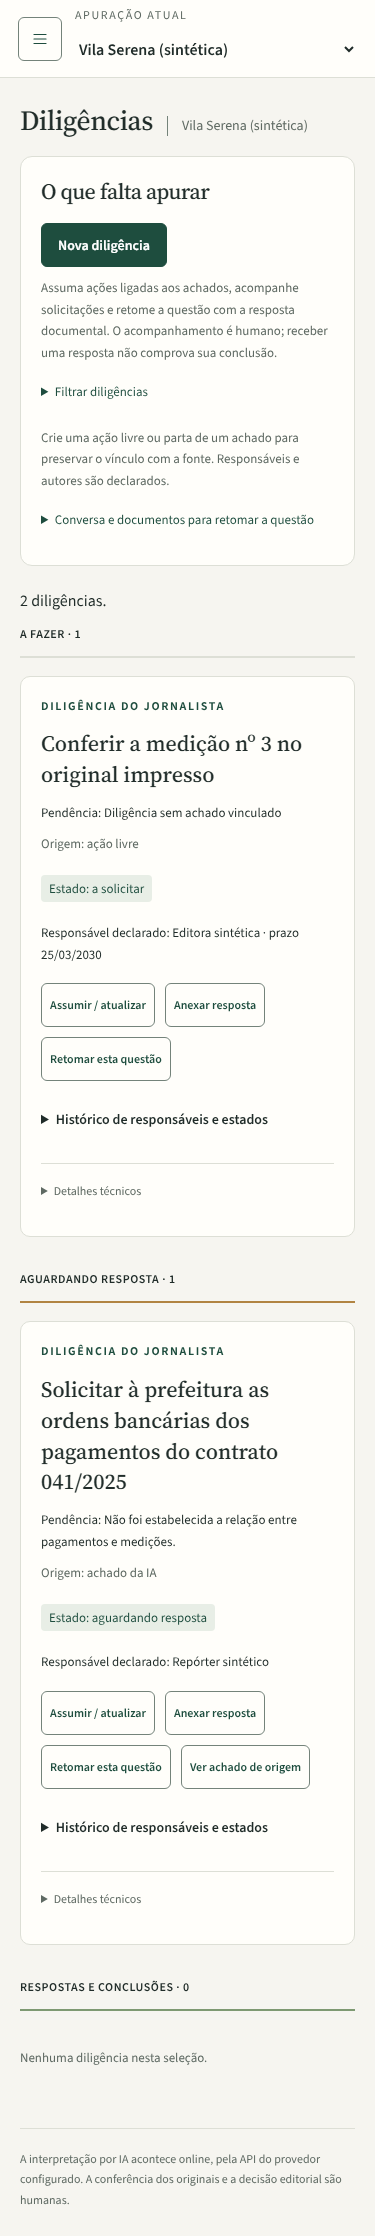 APURAÇÃO ATUAL
Vila Serena (sintética)
Diligências
Vila Serena (sintética)
O que falta apurar
Nova diligência
Assuma ações ligadas aos achados, acompanhe
solicitações e retome a questão com a resposta
documental. O acompanhamento é humano; receber
uma resposta não comprova sua conclusão.
Filtrar diligências
Crie uma ação livre ou parta de um achado para
preservar o vínculo com a fonte. Responsáveis e
autores são declarados.
Conversa e documentos para retomar a questão
2 diligências.
A FAZER · 1
DILIGÊNCIA DO JORNALISTA
Conferir a medição nº 3 no
original impresso
Pendência: Diligência sem achado vinculado
Origem: ação livre
Estado: a solicitar
Responsável declarado: Editora sintética · prazo
25/03/2030
Assumir / atualizar
Anexar resposta
Retomar esta questão
Histórico de responsáveis e estados
Detalhes técnicos
AGUARDANDO RESPOSTA · 1
DILIGÊNCIA DO JORNALISTA
Solicitar à prefeitura as
ordens bancárias dos
pagamentos do contrato
041/2025
Pendência: Não foi estabelecida a relação entre
pagamentos e medições.
Origem: achado da IA
Estado: aguardando resposta
Responsável declarado: Repórter sintético
Assumir / atualizar
Anexar resposta
Retomar esta questão
Ver achado de origem
Histórico de responsáveis e estados
Detalhes técnicos
RESPOSTAS E CONCLUSÕES · 0
Nenhuma diligência nesta seleção.
A interpretação por IA acontece online, pela API do provedor
configurado. A conferência dos originais e a decisão editorial são
humanas.